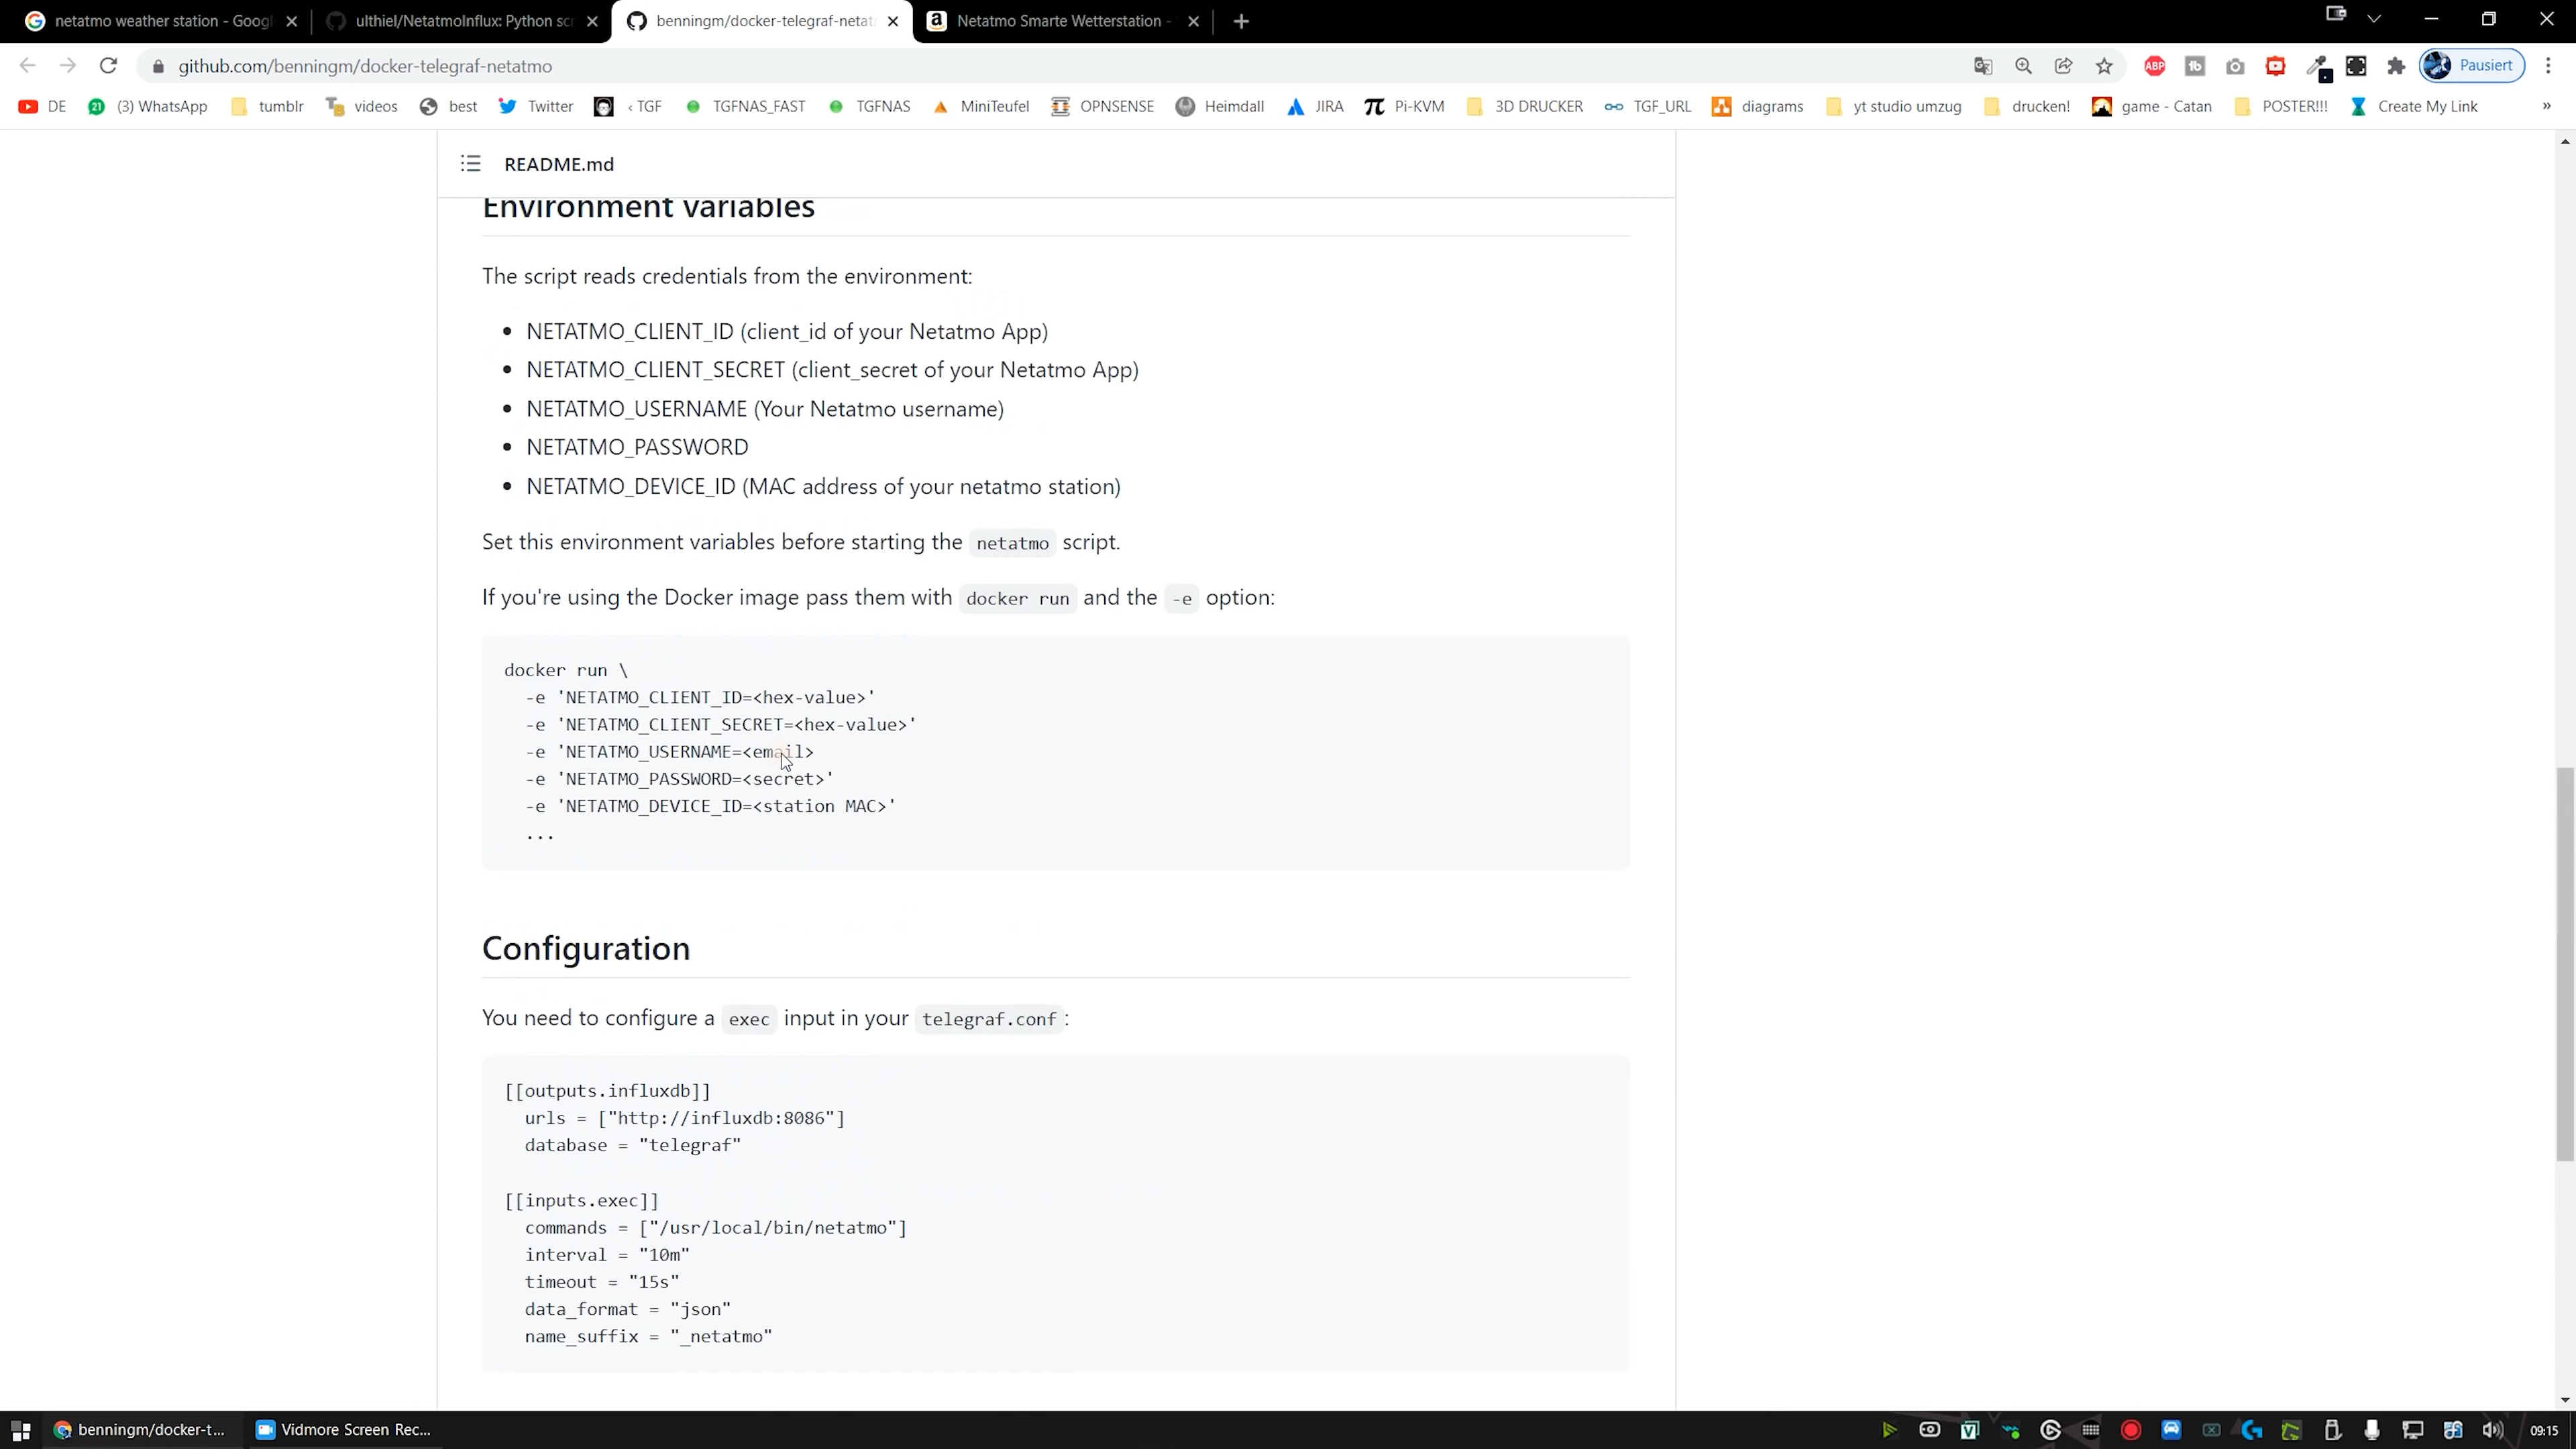 netatmo weather station - Googl
ulthiel/NetatmoInflux: Python scr
benningm/docker-telegraf-netat
Netatmo Smarte Wetterstation -
github.com/benningm/docker-telegraf-netatmo
ABP
Pausiert
DE
21
(3) WhatsApp
tumblr
videos
best
Twitter
‹ TGF
TGFNAS_FAST
TGFNAS
MiniTeufel
OPNSENSE
Heimdall
JIRA
Pi-KVM
3D DRUCKER
TGF_URL
diagrams
yt studio umzug
drucken!
game - Catan
POSTER!!!
Create My Link
»
README.md
Environment variables
The script reads credentials from the environment:
• NETATMO_CLIENT_ID (client_id of your Netatmo App)
• NETATMO_CLIENT_SECRET (client_secret of your Netatmo App)
• NETATMO_USERNAME (Your Netatmo username)
• NETATMO_PASSWORD
• NETATMO_DEVICE_ID (MAC address of your netatmo station)
Set this environment variables before starting the netatmo script.
If you're using the Docker image pass them with docker run and the -e option:
docker run \
-e 'NETATMO_CLIENT_ID=<hex-value>'
-e 'NETATMO_CLIENT_SECRET=<hex-value>'
-e 'NETATMO_USERNAME=<email>
-e 'NETATMO_PASSWORD=<secret>'
-e 'NETATMO_DEVICE_ID=<station MAC>'
...
Configuration
You need to configure a exec input in your telegraf.conf:
[[outputs.influxdb]]
urls = ["http://influxdb:8086"]
database = "telegraf"
[[inputs.exec]]
commands = ["/usr/local/bin/netatmo"]
interval = "10m"
timeout = "15s"
data_format = "json"
name_suffix = "_netatmo"
benningm/docker-t...
Vidmore Screen Rec...
09:15